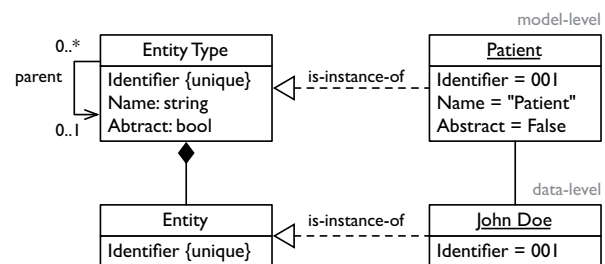 model-level
0..*
Entity Type
Patient
parent
Identifier {unique}
Name: string
Abtract: bool
is-instance-of
Identifier = 001
Name = "Patient"
Abstract = False
0..1
data-level
Entity
is-instance-of
John Doe
Identifier {unique}
Identifier = 001